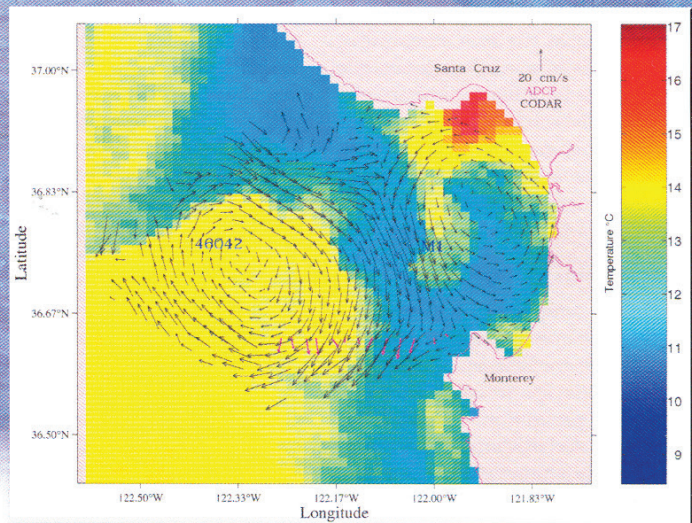 37.00°N
36.83°N
36.67°N
36.50°N
Latitude
122.50°W
122.33°W
122.17°W
122.00°W
121.83°W
Longitude
Santa Cruz
20 cm/s
ADCP
CODAR
46042
M1
Monterey
17
16
15
14
13
12
11
10
9
Temperature °C